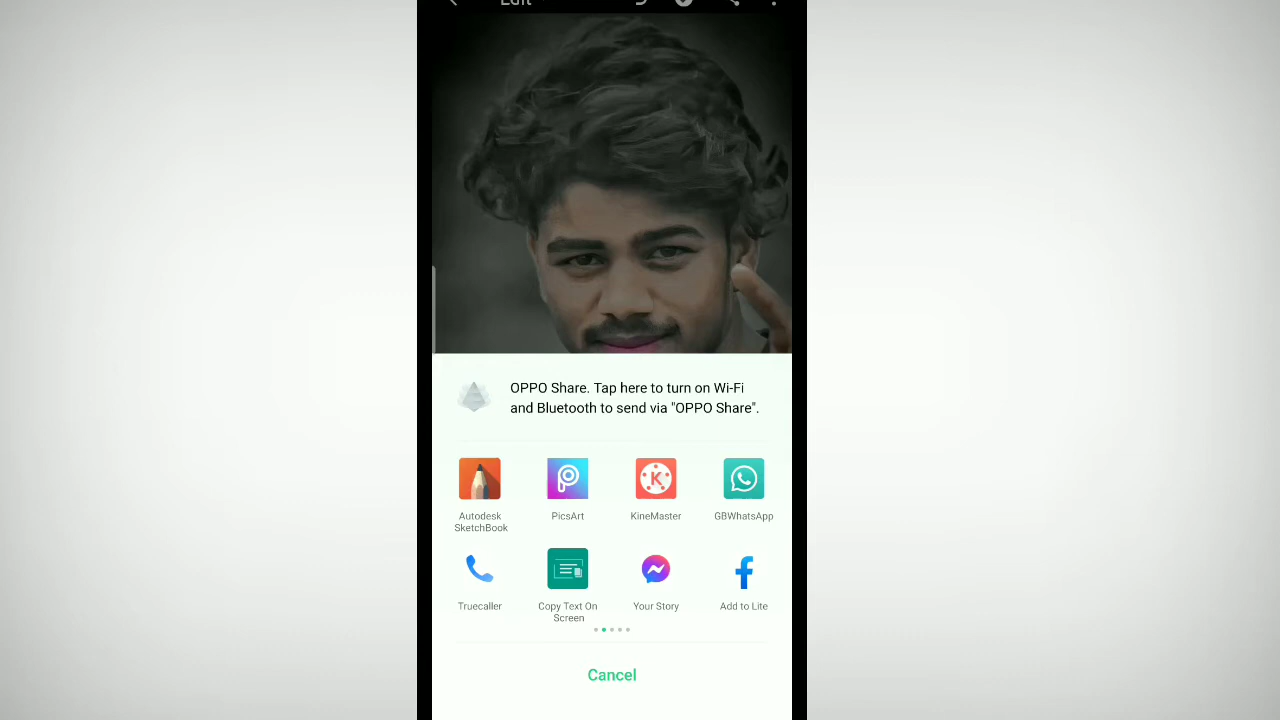 Edit
OPPO Share. Tap here to turn on Wi-Fi
and Bluetooth to send via "OPPO Share".
Autodesk
SketchBook
PicsArt
KineMaster
GBWhatsApp
Truecaller
Copy Text On
Screen
Your Story
Add to Lite
Cancel